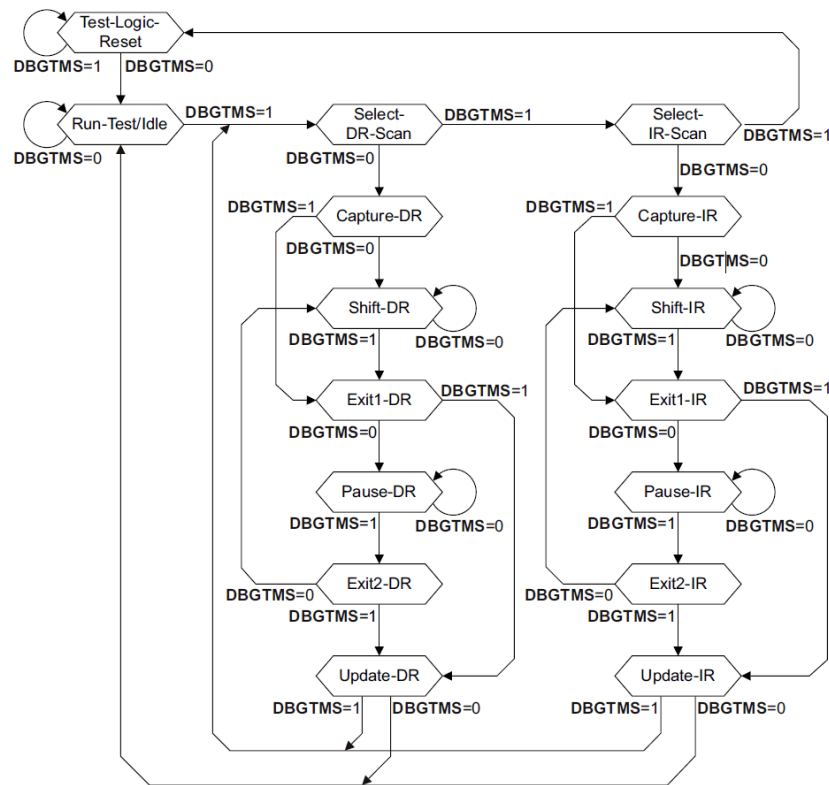 Test-Logic-
Reset
DBGTMS=1
DBGTMS=0
Run-Test/Idle
DBGTMS=1
Select-
DR-Scan
DBGTMS=1
Select-
IR-Scan
DBGTMS=1
DBGTMS=0
DBGTMS=0
DBGTMS=0
DBGTMS=1
Capture-DR
DBGTMS=1
Capture-IR
DBGTMS=0
DBGTMS=0
Shift-DR
Shift-IR
DBGTMS=1
DBGTMS=0
DBGTMS=1
DBGTMS=0
Exit1-DR
DBGTMS=1
Exit1-IR
DBGTMS=1
DBGTMS=0
DBGTMS=0
Pause-DR
Pause-IR
DBGTMS=1
DBGTMS=0
DBGTMS=1
DBGTMS=0
Exit2-DR
Exit2-IR
DBGTMS=0
DBGTMS=1
DBGTMS=0
DBGTMS=1
Update-DR
Update-IR
DBGTMS=1
DBGTMS=0
DBGTMS=1
DBGTMS=0